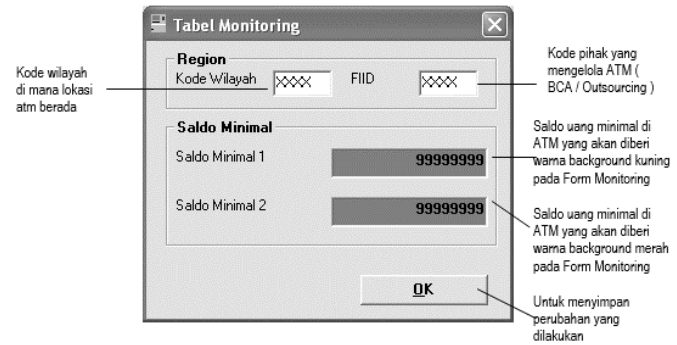 Tabel Monitoring
Region
Kode Wilayah XXXX FIID XXXX
Saldo Minimal
Saldo Minimal 1 99999999
Saldo Minimal 2 99999999
OK
Kode wilayah
di mana lokasi
atm berada
Kode pihak yang
mengelola ATM (
BCA / Outsourcing )
Saldo uang minimal di
ATM yang akan diberi
warna background kuning
pada Form Monitoring
Saldo uang minimal di
ATM yang akan diberi
warna background merah
pada Form Monitoring
Untuk menyimpan
perubahan yang
dilakukan